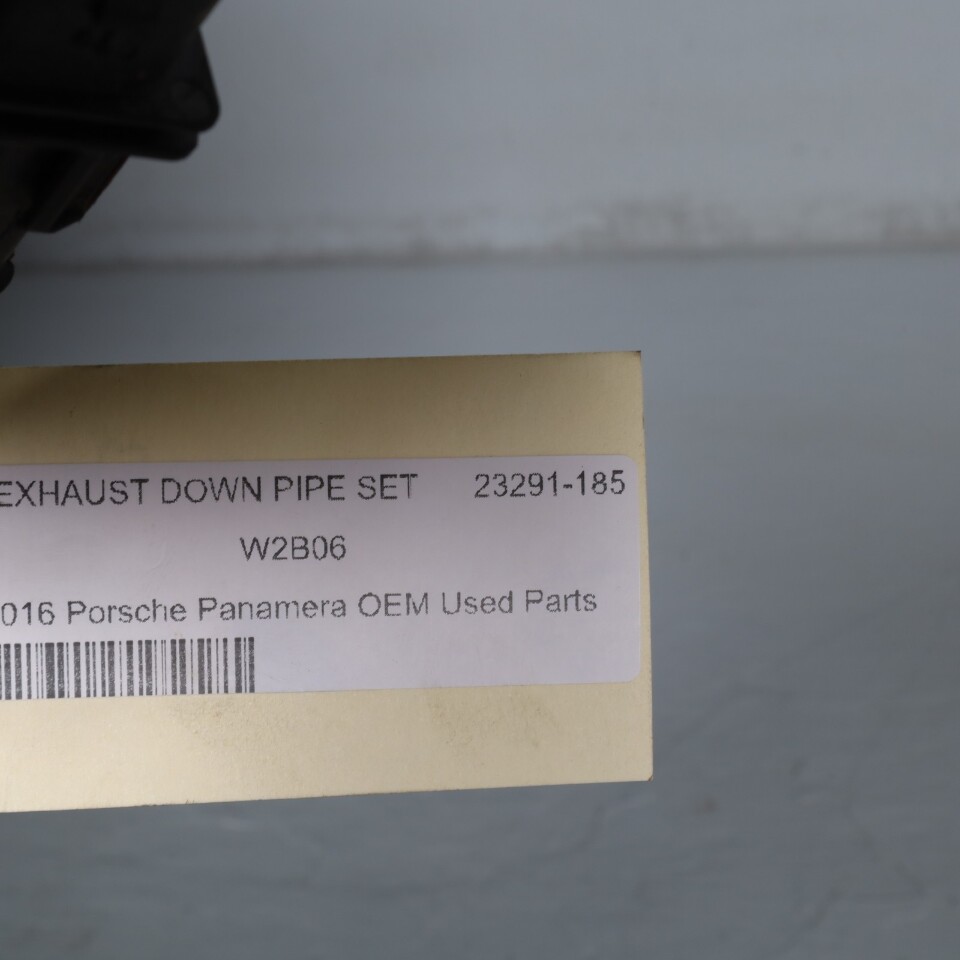 EXHAUST DOWN PIPE SET 23291-185
W2B06
016 Porsche Panamera OEM Used Parts